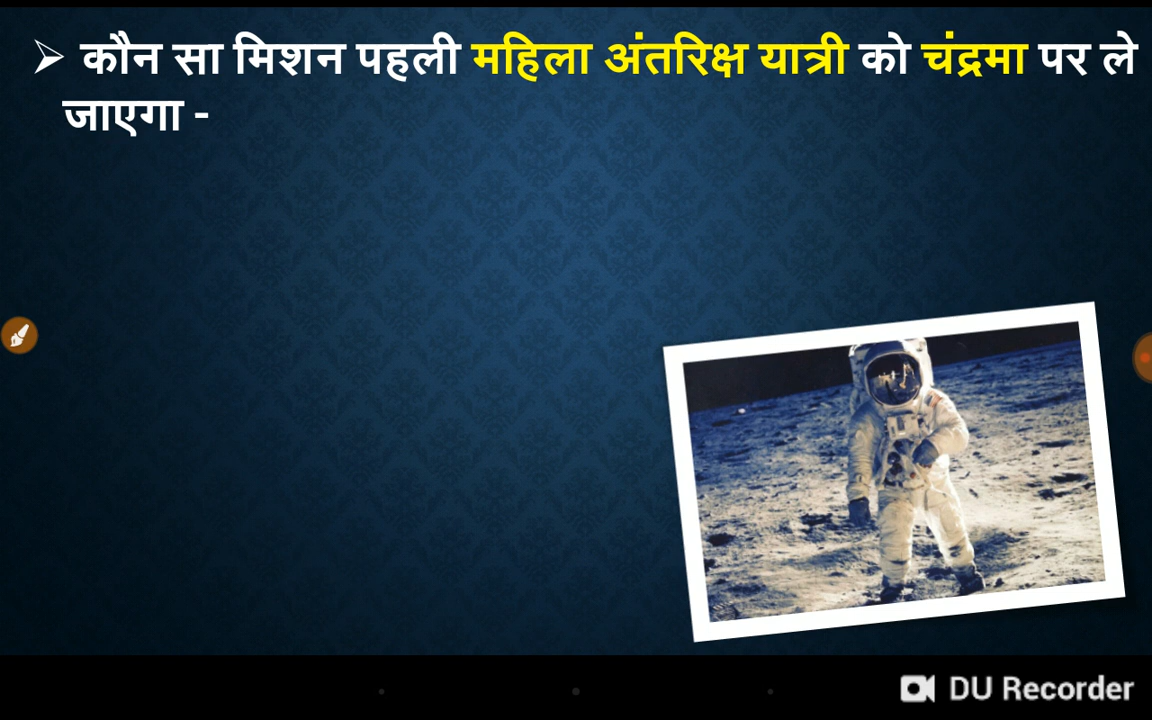 ➢ कौन सा मिशन पहली महिला अंतरिक्ष यात्री को चंद्रमा पर ले
जाएगा -
DU Recorder